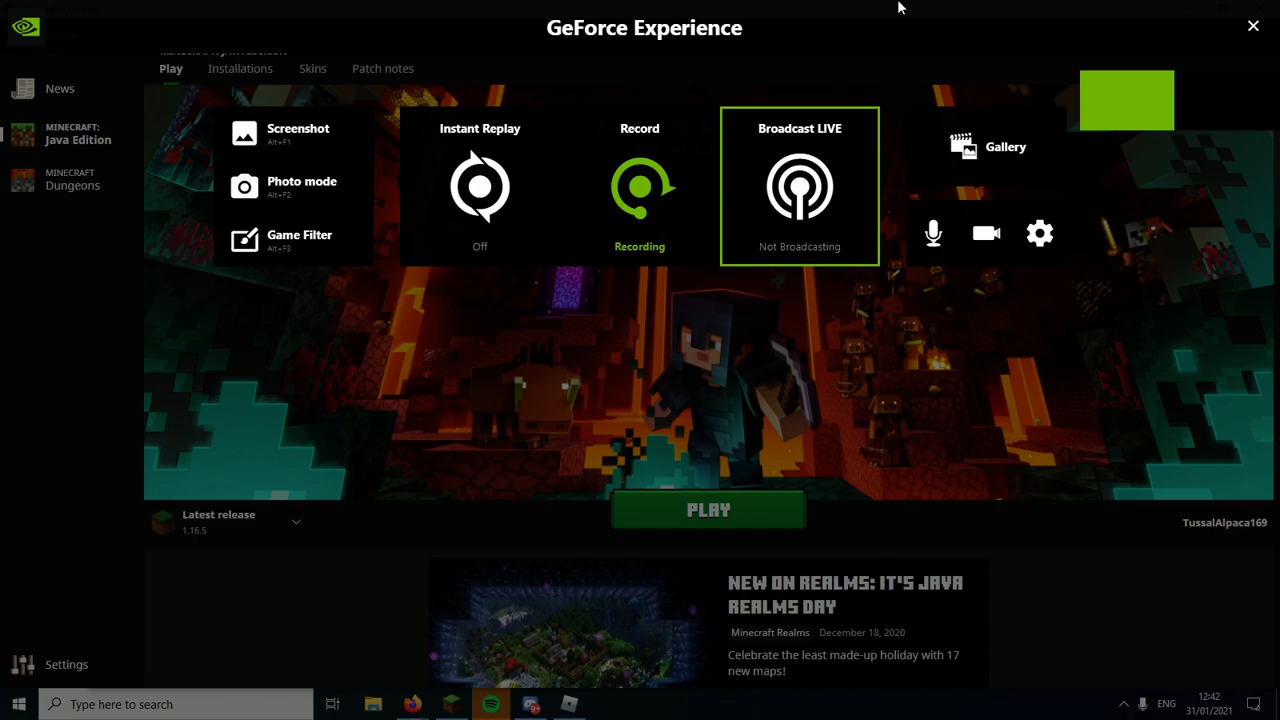 GeForce Experience
Play
Installations
Skins
Patch notes
News
MINECRAFT:
Java Edition
MINECRAFT
Dungeons
Screenshot
Alt+F1
Photo mode
Alt+F2
Game Filter
Alt+F3
Instant Replay
Off
Record
Recording
Broadcast LIVE
Not Broadcasting
Gallery
Latest release
1.16.5
PLAY
TussalAlpaca169
NEW ON REALMS: IT'S JAVA
REALMS DAY
Minecraft Realms December 18, 2020
Celebrate the least made-up holiday with 17
new maps!
Settings
Type here to search
9+
ENG
12:42
31/01/2021